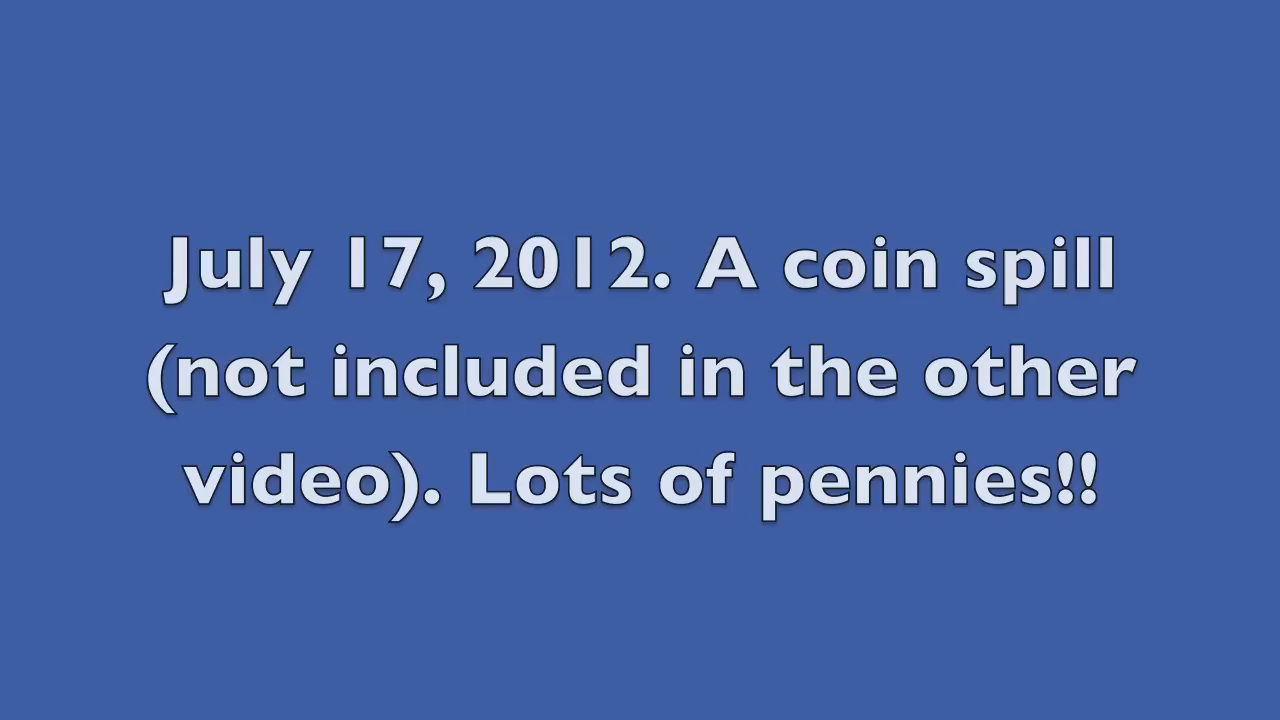 July 17, 2012. A coin spill
(not included in the other
video). Lots of pennies!!